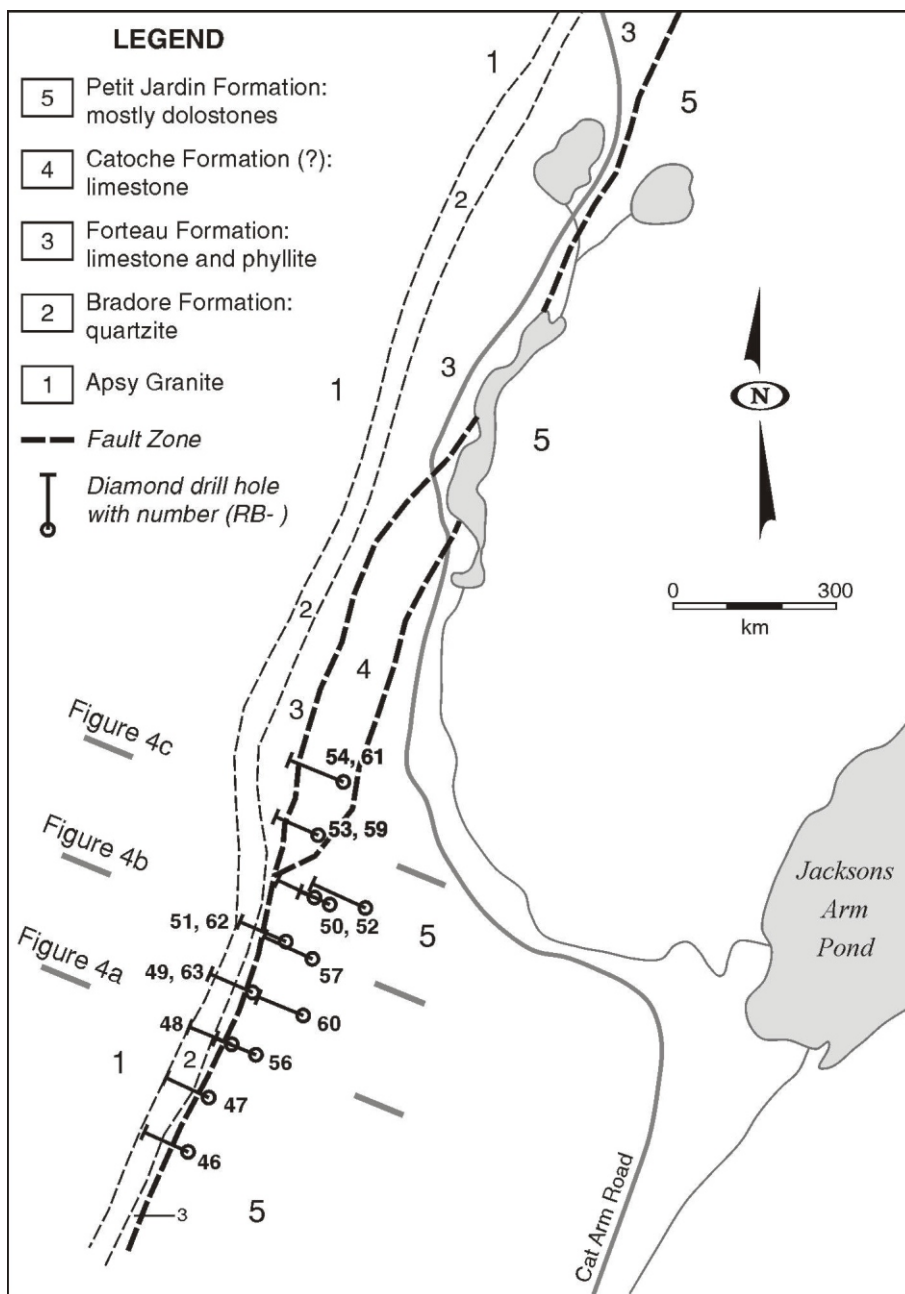 LEGEND
5 Petit Jardin Formation:
mostly dolostones
4 Catoche Formation (?):
limestone
3 Forteau Formation:
limestone and phyllite
2 Bradore Formation:
quartzite
1 Apsy Granite
Fault Zone
Diamond drill hole
with number (RB- )
1
3
5
2
3
1
5
N
0 300
km
2
4
3
Figure 4c
54, 61
53, 59
Figure 4b
50, 52
5
51, 62
57
Figure 4a
49, 63
60
48
56
1
2
47
46
3
5
Jacksons
Arm
Pond
Cat Arm Road